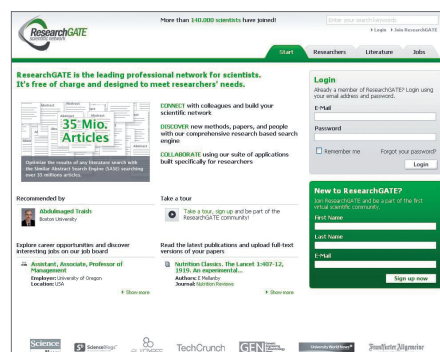 ResearchGATE
scientific network
More than 140.000 scientists have joined!
Enter your search keywords
Login Join ResearchGATE
Start
Researchers
Literature
Jobs
ResearchGATE is the leading professional network for scientists.
It's free of charge and designed to meet researchers' needs.
35 Mio.
Articles
Optimize the results of any literature search with
the Similar Abstract Search Engine (SASE) searching
over 35 millions articles.
CONNECT with colleagues and build your
scientific network
DISCOVER new methods, papers, and people
with our comprehensive research based search
engine
COLLABORATE using our suite of applications
built specifically for researchers
Login
Already a member of ResearchGATE? Login using
your email address and password.
E-Mail
Password
Remember me
Forgot your password?
Login
Recommended by
Abdulmaged Traish
Boston University
Take a tour
Take a tour, sign up and be part of the
ResearchGATE community!
New to ResearchGATE?
Join ResearchGATE and be a part of the first
virtual scientific community.
First Name
Last Name
E-Mail
Sign up now
Explore career opportunities and discover
interesting jobs on our job board
Assistant, Associate, Professor of
Management
Employer: University of Oregon
Location: USA
Show more
Read the latest publications and upload full-text
versions of your papers
Nutrition Classics. The Lancet 1:407-12,
1919. An experimental...
Authors: E Mellanby
Journal: Nutrition Reviews
Show more
Science
ScienceBlogs
TechCrunch
GEN
University World News
Frankfurter Allgemeine